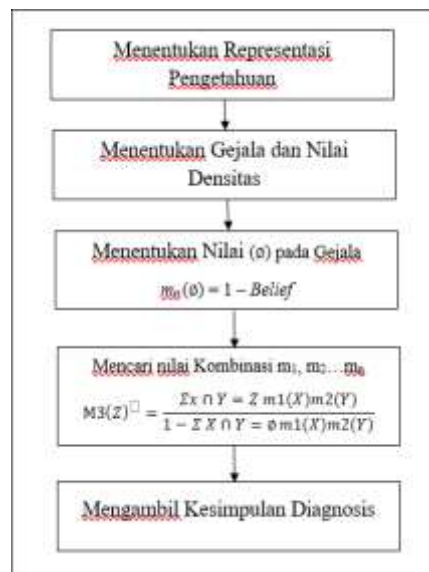 Menentukan Representasi
Pengetahuan
Menentukan Gejala dan Nilai
Densitas
Menentukan Nilai (ø) pada Gejala
mₙ(ø) = 1 − Belief
Mencari nilai Kombinasi m₁, m₂…mₙ
M3(Z)□ = Σx ∩ Y = Z m1(X)m2(Y)
1 − Σ X ∩ Y = ø m1(X)m2(Y)
Mengambil Kesimpulan Diagnosis